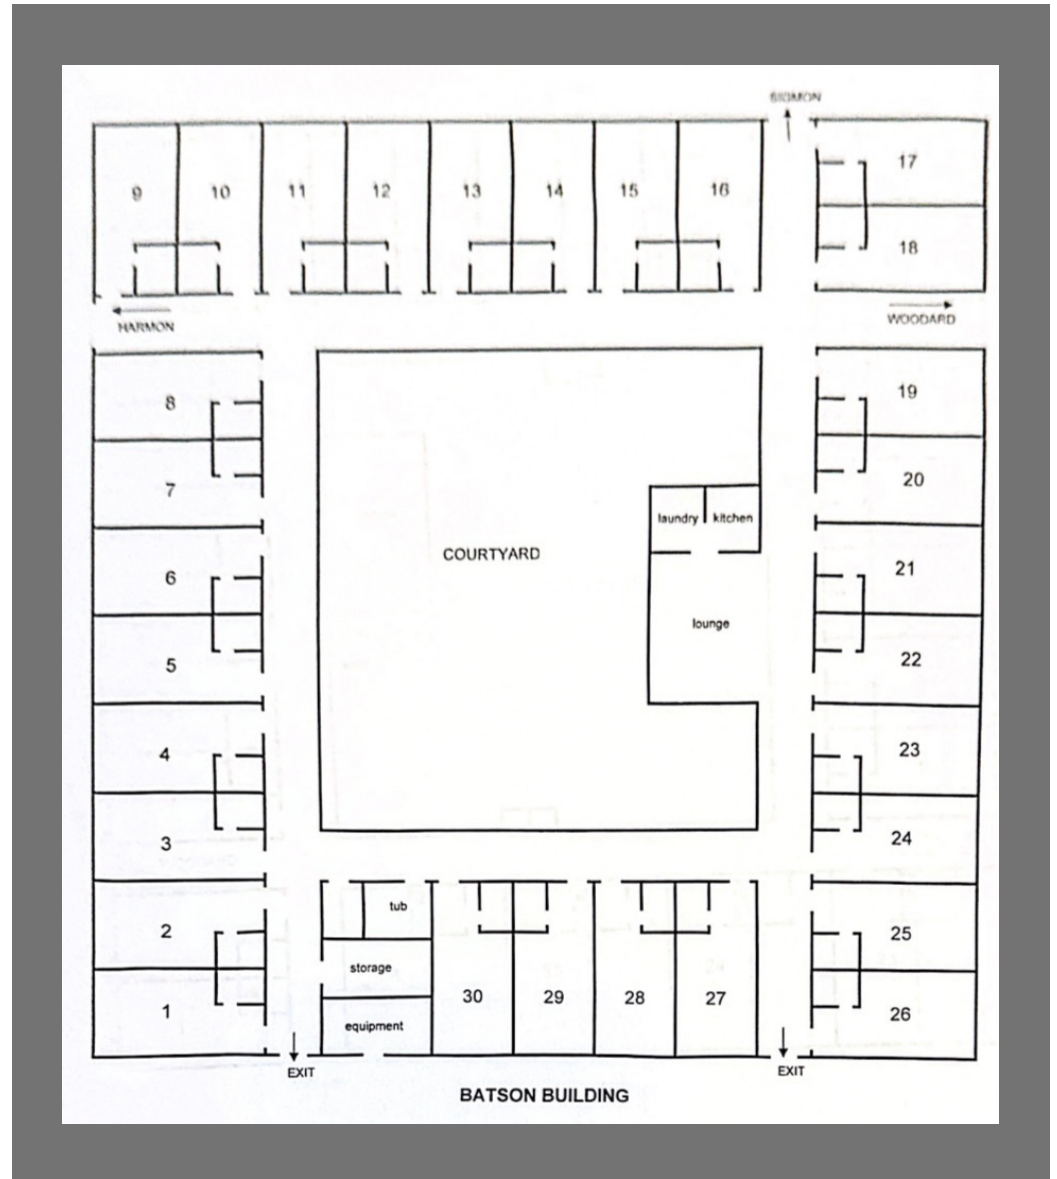 SIGMON
9 10 11 12 13 14 15 16 17
18
HARMON WOODARD
8 19
7 20
laundry kitchen
COURTYARD
6 21
lounge
5 22
4 23
3 24
tub
2 25
storage
30 29 28 27
1 26
equipment
EXIT EXIT
BATSON BUILDING